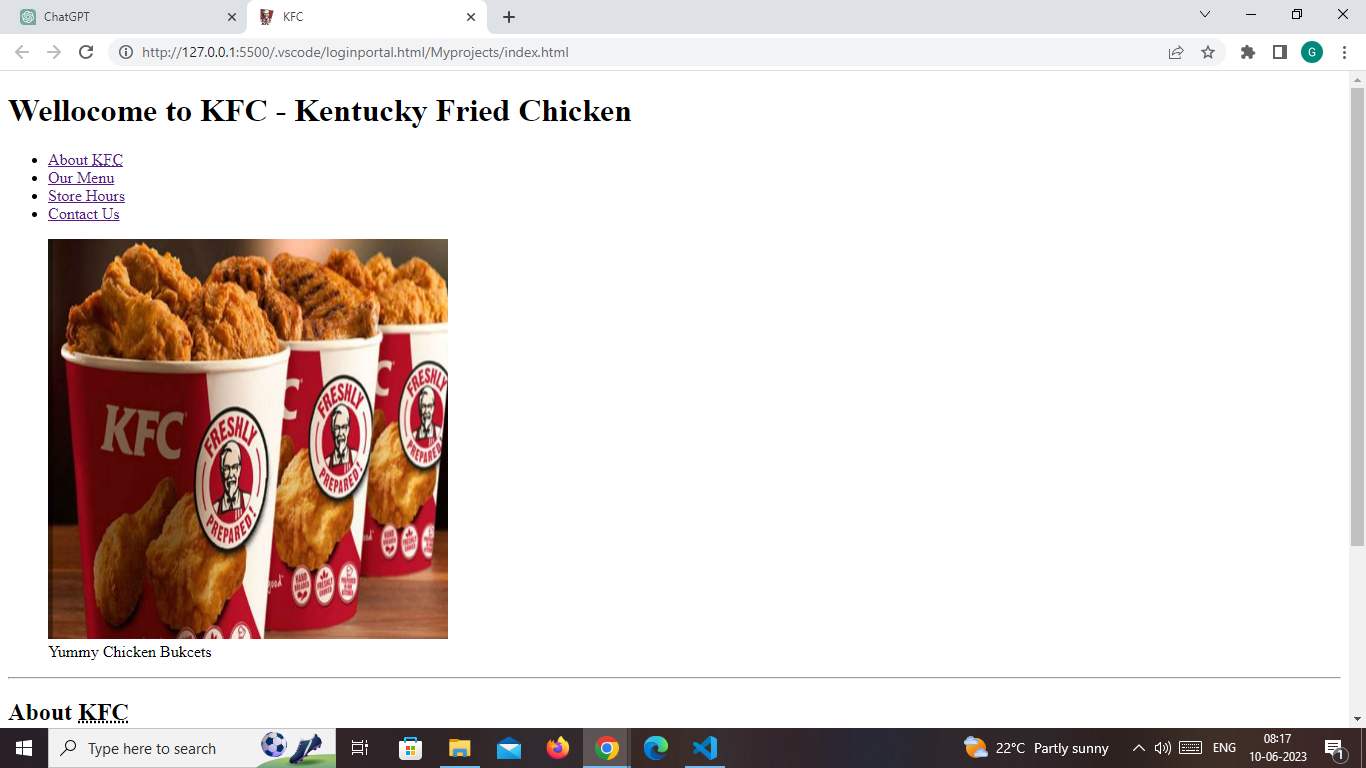 ChatGPT
KFC
http://127.0.0.1:5500/.vscode/loginportal.html/Myprojects/index.html
G
Wellocome to KFC - Kentucky Fried Chicken
About KFC
Our Menu
Store Hours
Contact Us
KFC
FRESHLY
PREPARED!
FRESHLY
PREPARED!
FRESHLY
PREPARED!
Yummy Chicken Bukcets
About KFC
Type here to search
22°C Partly sunny
ENG
08:17
10-06-2023
1